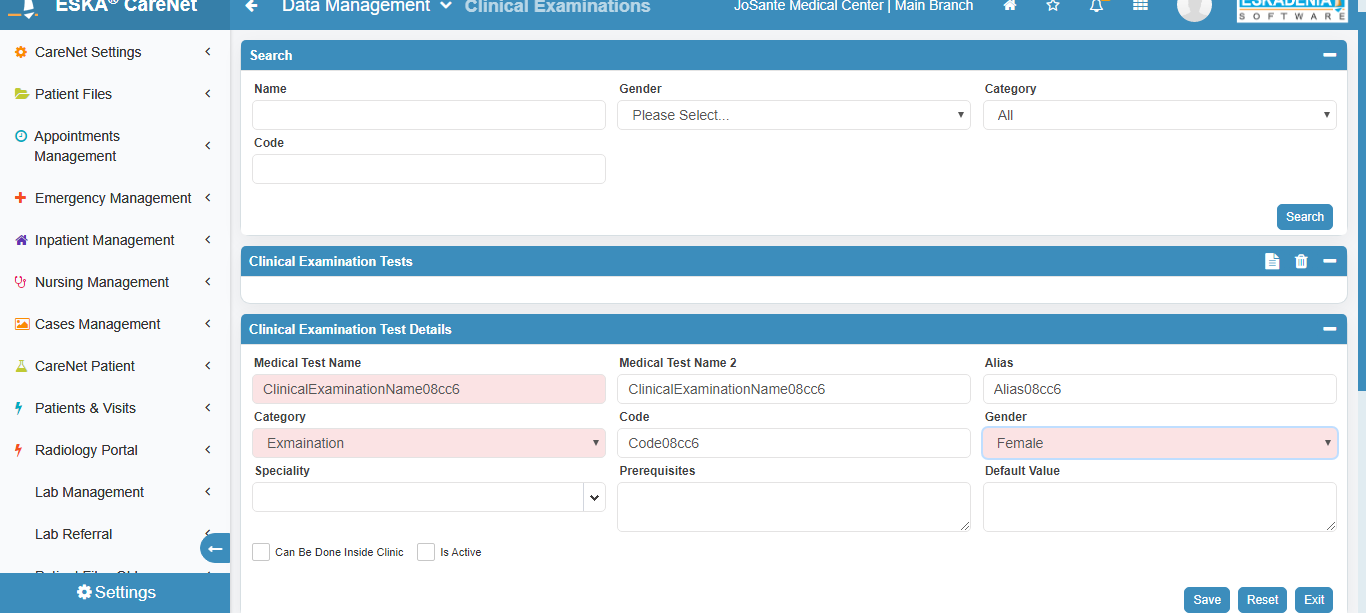 ESKA® CareNet
Data Management Clinical Examinations
JoSante Medical Center | Main Branch
ESKADENIA
SOFTWARE
CareNet Settings
Patient Files
Appointments
Management
Emergency Management
Inpatient Management
Nursing Management
Cases Management
CareNet Patient
Patients & Visits
Radiology Portal
Lab Management
Lab Referral
Settings
Search
Name
Gender
Category
Please Select...
All
Code
Search
Clinical Examination Tests
Clinical Examination Test Details
Medical Test Name
Medical Test Name 2
Alias
ClinicalExaminationName08cc6
ClinicalExaminationName08cc6
Alias08cc6
Category
Code
Gender
Exmaination
Code08cc6
Female
Speciality
Prerequisites
Default Value
Can Be Done Inside Clinic
Is Active
Save
Reset
Exit